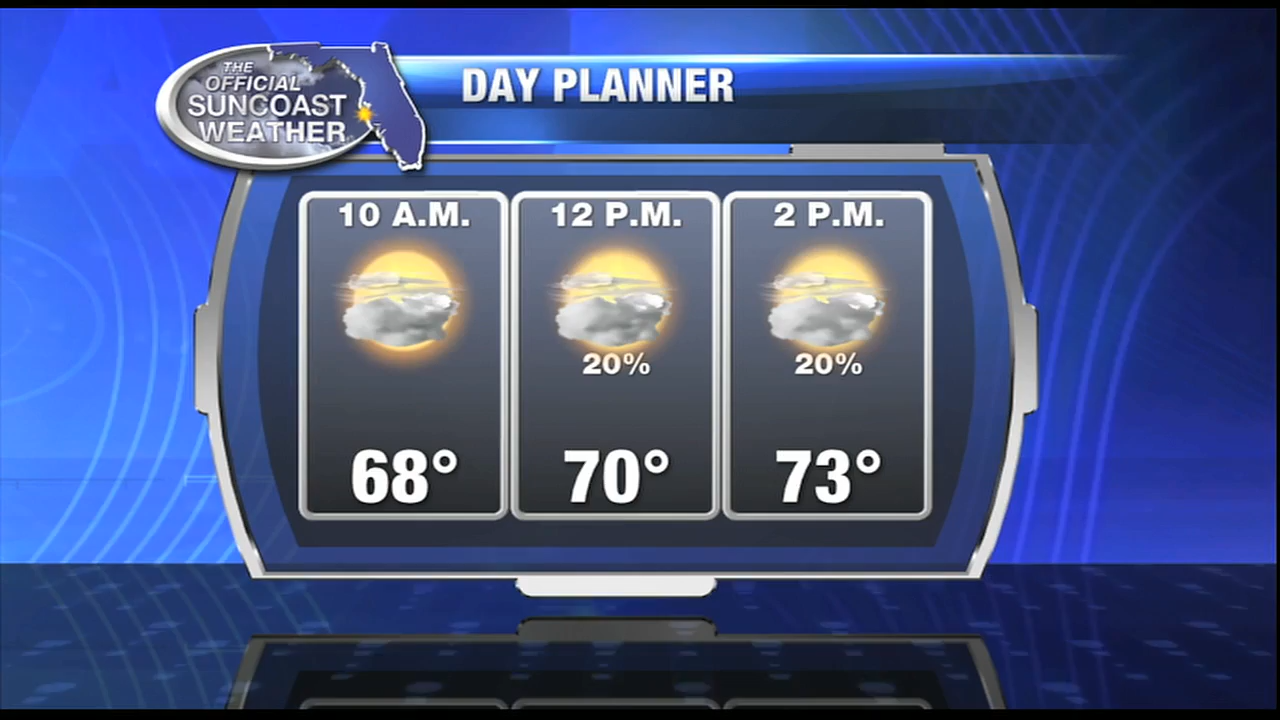 THE
OFFICIAL
SUNCOAST
WEATHER
DAY PLANNER
10 A.M.
12 P.M.
2 P.M.
20%
20%
68°
70°
73°